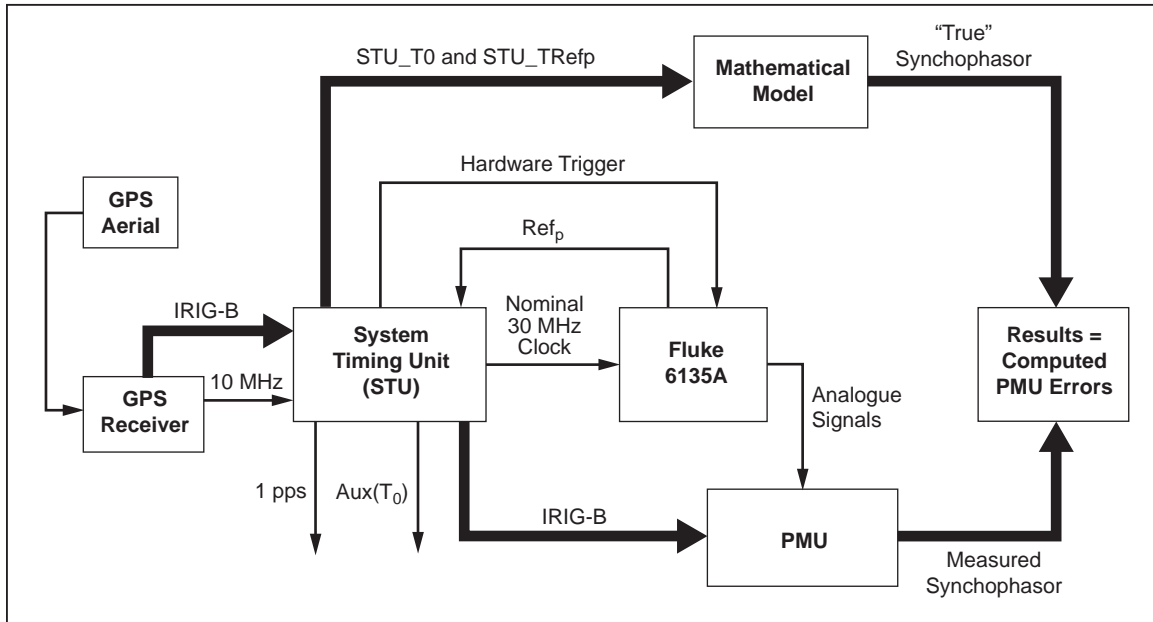 STU_T0 and STU_TRefp
Mathematical
Model
“True”
Synchophasor
Hardware Trigger
GPS
Aerial
Ref_p
IRIG-B
Nominal
30 MHz
Clock
System
Timing Unit
(STU)
Fluke
6135A
Results =
Computed
PMU Errors
10 MHz
GPS
Receiver
Analogue
Signals
1 pps
Aux(T_0)
IRIG-B
PMU
Measured
Synchophasor